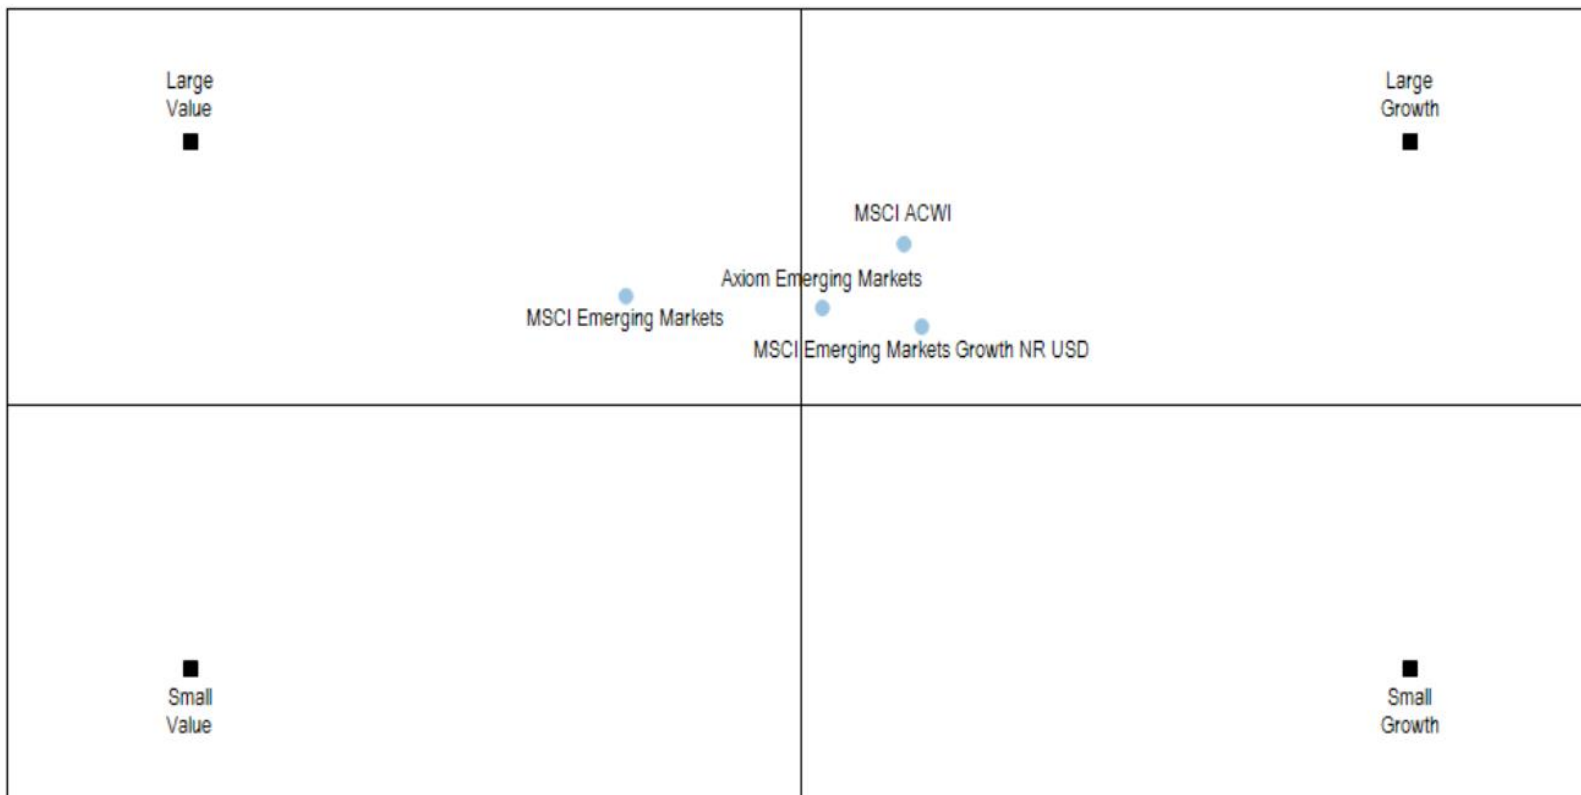 Large
Value
Large
Growth
MSCI ACWI
Axiom Emerging Markets
MSCI Emerging Markets
MSCI Emerging Markets Growth NR USD
Small
Value
Small
Growth